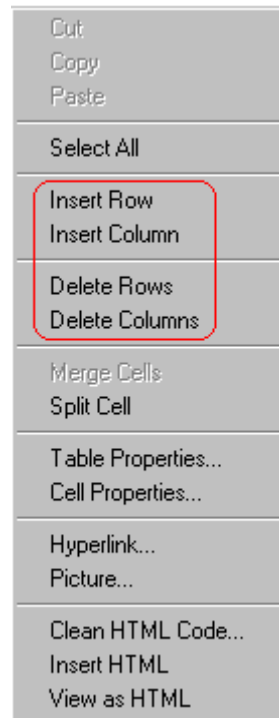 Cut
Copy
Paste
Select All
Insert Row
Insert Column
Delete Rows
Delete Columns
Merge Cells
Split Cell
Table Properties...
Cell Properties...
Hyperlink...
Picture...
Clean HTML Code...
Insert HTML
View as HTML